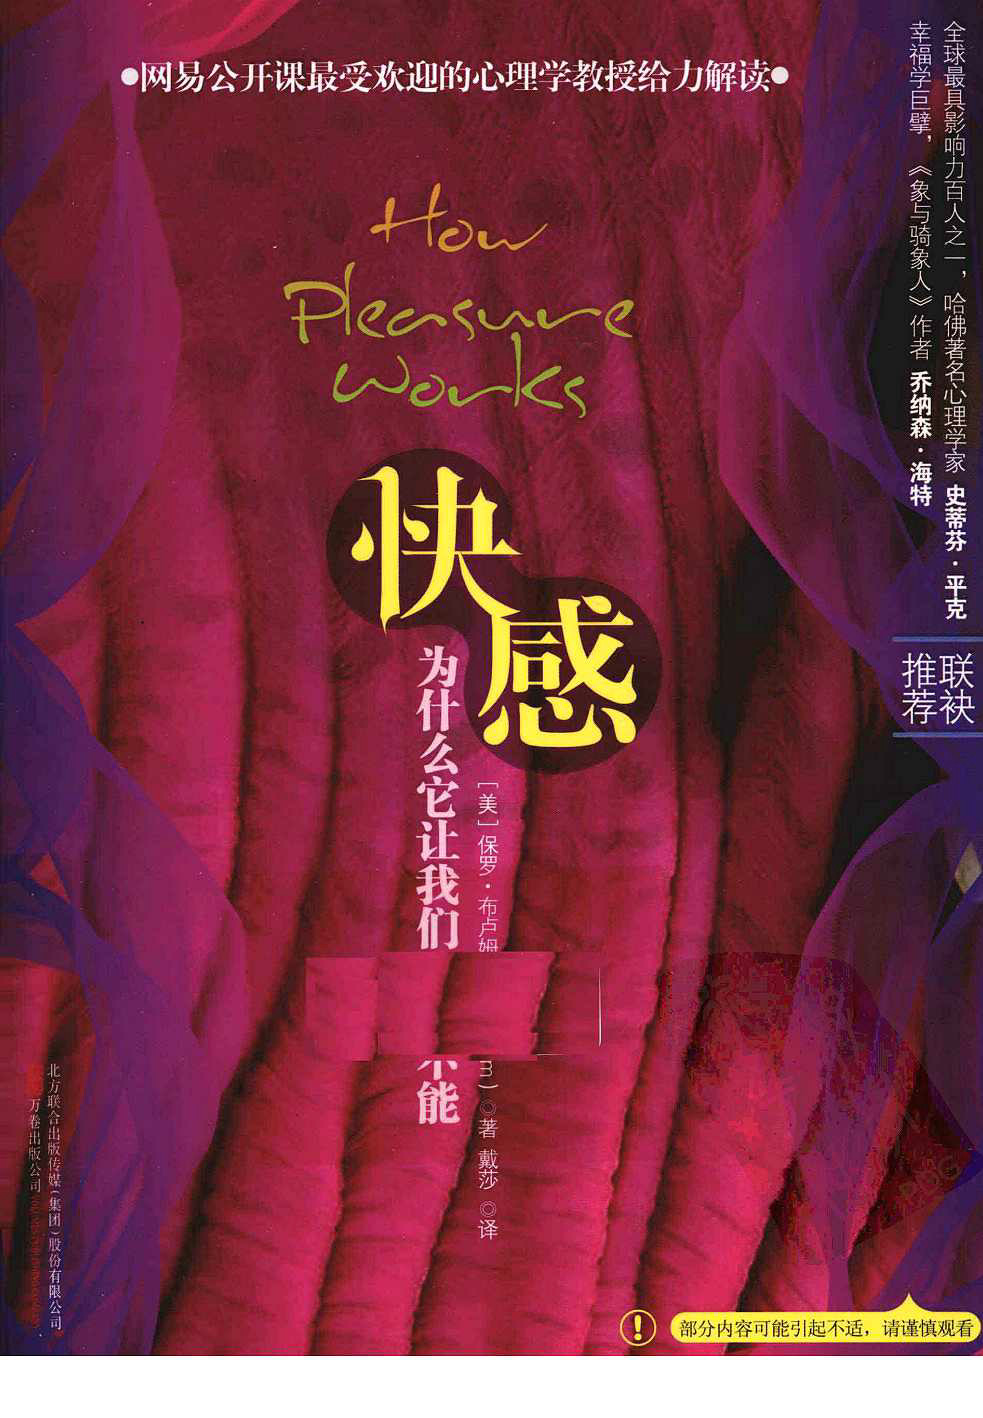 ●网易公开课最受欢迎的心理学教授给力解读●
全球最具影响力百人之一，哈佛著名心理学家 史蒂芬·平克
幸福学巨擘，《象与骑象人》作者 乔纳森·海特
联袂
推荐
How
Pleasure
Works
快感
为什么它让我们
能
[美]保罗·布卢姆
)◎著 戴莎 ◎译
北方联合出版传媒(集团)股份有限公司
万卷出版公司
部分内容可能引起不适，请谨慎观看